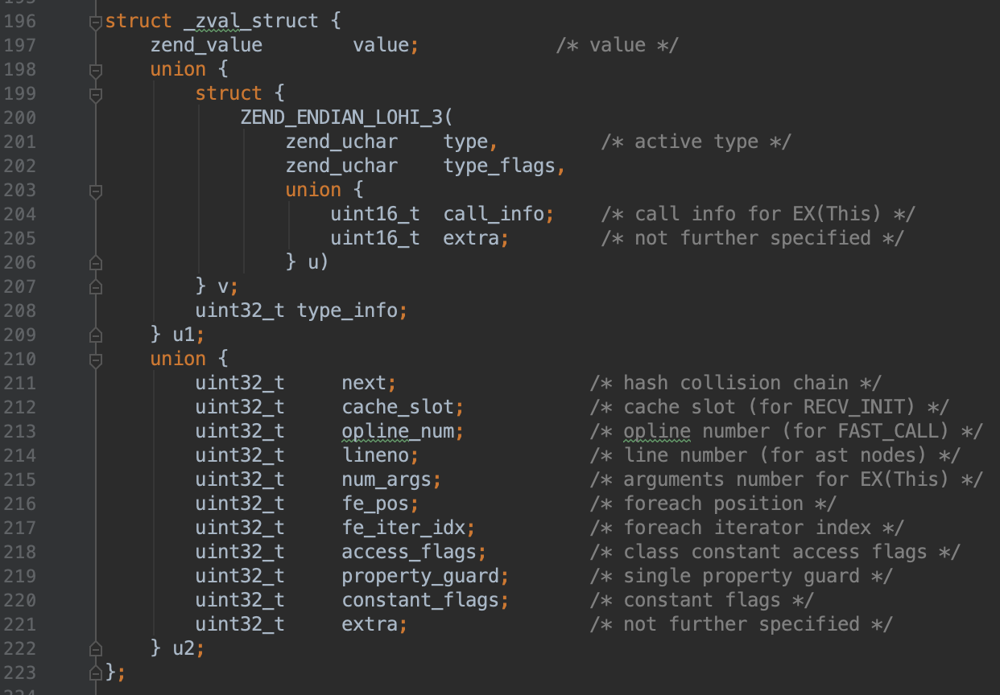 196 struct _zval_struct {
197     zend_value        value;            /* value */
198     union {
199         struct {
200             ZEND_ENDIAN_LOHI_3(
201                 zend_uchar    type,         /* active type */
202                 zend_uchar    type_flags,
203                 union {
204                     uint16_t  call_info;    /* call info for EX(This) */
205                     uint16_t  extra;        /* not further specified */
206                 } u)
207         } v;
208         uint32_t type_info;
209     } u1;
210     union {
211         uint32_t     next;                 /* hash collision chain */
212         uint32_t     cache_slot;           /* cache slot (for RECV_INIT) */
213         uint32_t     opline_num;           /* opline number (for FAST_CALL) */
214         uint32_t     lineno;               /* line number (for ast nodes) */
215         uint32_t     num_args;             /* arguments number for EX(This) */
216         uint32_t     fe_pos;               /* foreach position */
217         uint32_t     fe_iter_idx;          /* foreach iterator index */
218         uint32_t     access_flags;         /* class constant access flags */
219         uint32_t     property_guard;       /* single property guard */
220         uint32_t     constant_flags;       /* constant flags */
221         uint32_t     extra;                /* not further specified */
222     } u2;
223 };